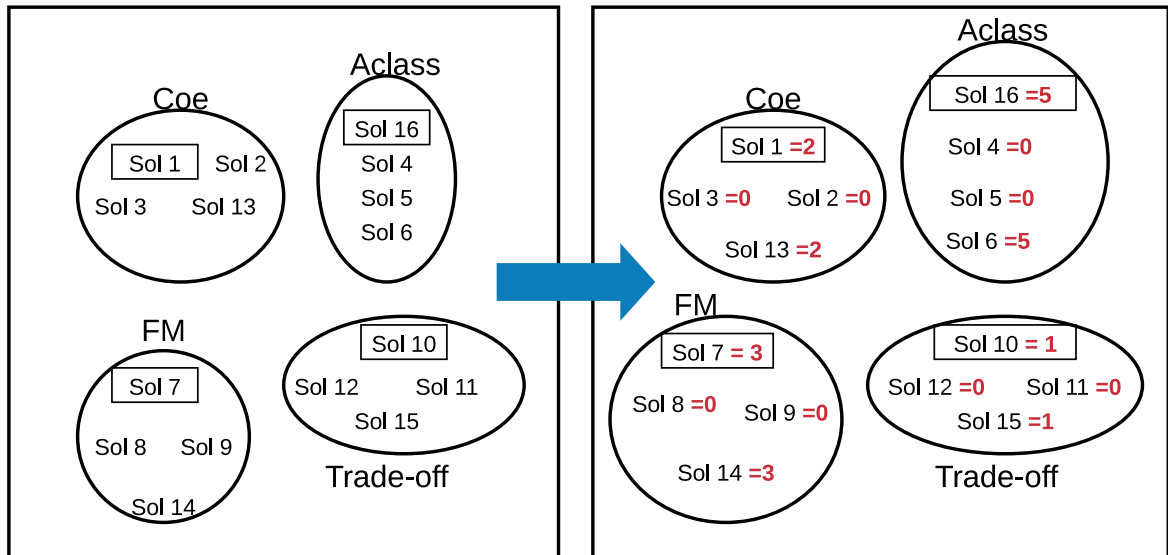 Aclass
Coe
Sol 16
Sol 1
Sol 2
Sol 4
Sol 3
Sol 13
Sol 5
Sol 6
FM
Sol 10
Sol 7
Sol 12
Sol 11
Sol 15
Sol 8
Sol 9
Trade-off
Sol 14
Aclass
Coe
Sol 16 =5
Sol 1 =2
Sol 4 =0
Sol 3 =0
Sol 2 =0
Sol 5 =0
Sol 13 =2
Sol 6 =5
FM
Sol 7 = 3
Sol 10 = 1
Sol 12 =0
Sol 11 =0
Sol 8 =0
Sol 9 =0
Sol 15 =1
Sol 14 =3
Trade-off